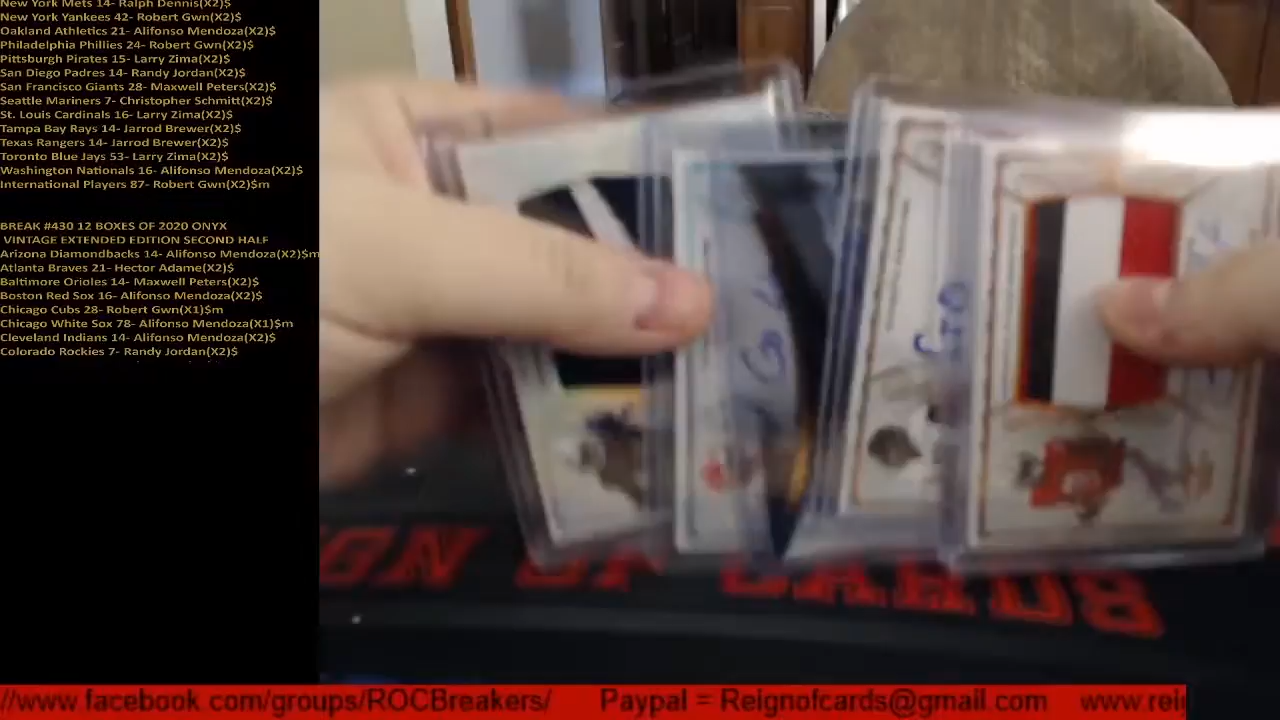 New York Mets 14- Ralph Dennis(X2)$
New York Yankees 42- Robert Gwn(X2)$
Oakland Athletics 21- Alifonso Mendoza(X2)$
Philadelphia Phillies 24- Robert Gwn(X2)$
Pittsburgh Pirates 15- Larry Zima(X2)$
San Diego Padres 14- Randy Jordan(X2)$
San Francisco Giants 28- Maxwell Peters(X2)$
Seattle Mariners 7- Christopher Schmitt(X2)$
St. Louis Cardinals 16- Larry Zima(X2)$
Tampa Bay Rays 14- Jarrod Brewer(X2)$
Texas Rangers 14- Jarrod Brewer(X2)$
Toronto Blue Jays 53- Larry Zima(X2)$
Washington Nationals 16- Alifonso Mendoza(X2)$
International Players 87- Robert Gwn(X2)$m
BREAK #430 12 BOXES OF 2020 ONYX
VINTAGE EXTENDED EDITION SECOND HALF
Arizona Diamondbacks 14- Alifonso Mendoza(X2)$m
Atlanta Braves 21- Hector Adame(X2)$
Baltimore Orioles 14- Maxwell Peters(X2)$
Boston Red Sox 16- Alifonso Mendoza(X2)$
Chicago Cubs 28- Robert Gwn(X1)$m
Chicago White Sox 78- Alifonso Mendoza(X1)$m
Cleveland Indians 14- Alifonso Mendoza(X2)$
Colorado Rockies 7- Randy Jordan(X2)$
GN OF CARDS
//www.facebook.com/groups/ROCBreakers/ Paypal = Reignofcards@gmail.com www.rei